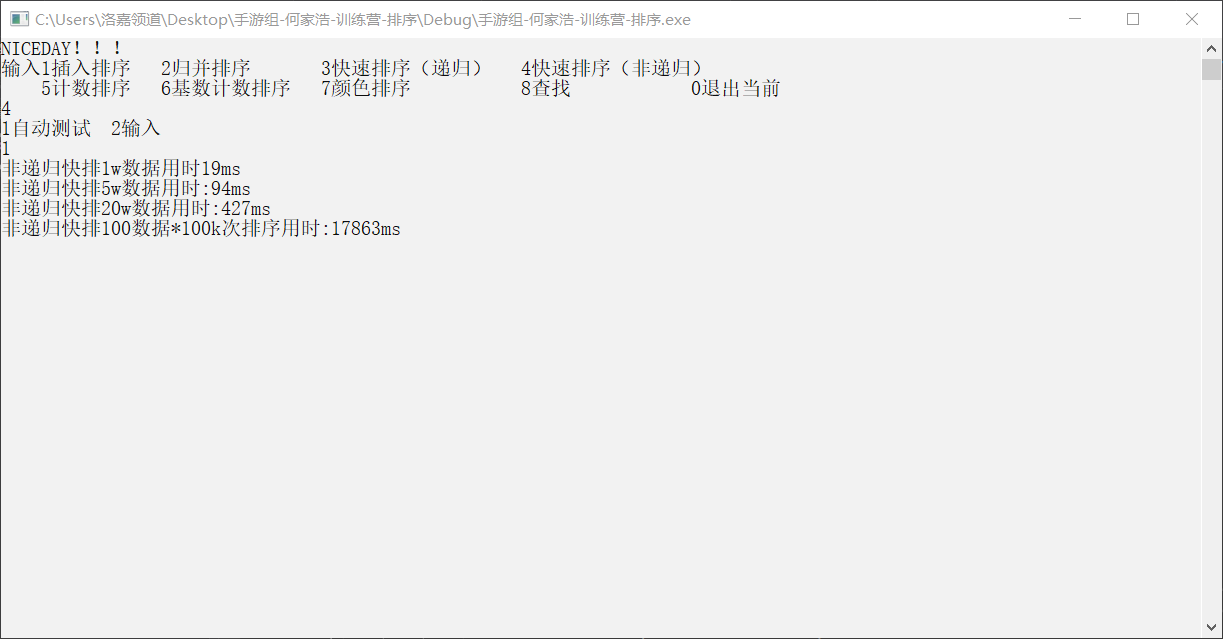 C:\Users\洛嘉领道\Desktop\手游组-何家浩-训练营-排序\Debug\手游组-何家浩-训练营-排序.exe
NICEDAY！！！
输入1插入排序   2归并排序       3快速排序（递归）   4快速排序（非递归）
    5计数排序   6基数计数排序   7颜色排序           8查找            0退出当前
4
1自动测试  2输入
1
非递归快排1w数据用时19ms
非递归快排5w数据用时:94ms
非递归快排20w数据用时:427ms
非递归快排100数据*100k次排序用时:17863ms